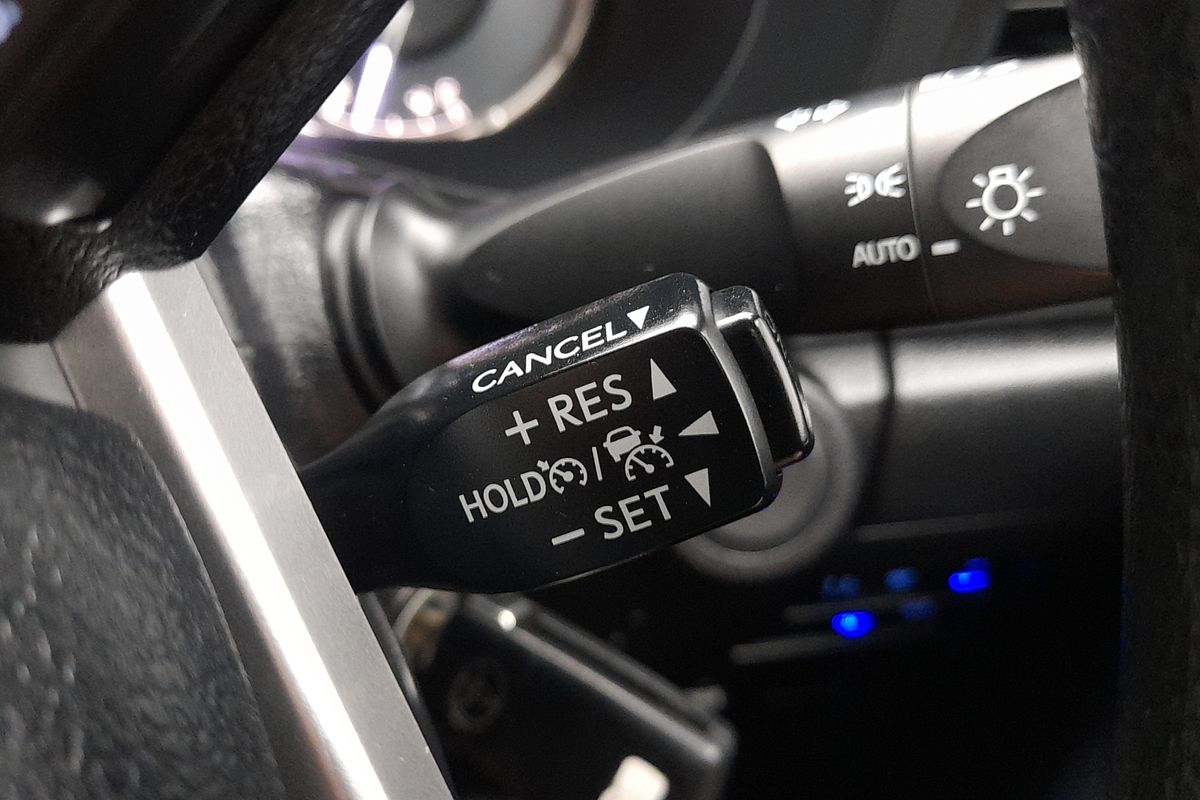 AUTO
CANCEL
+ RES
HOLD /
– SET